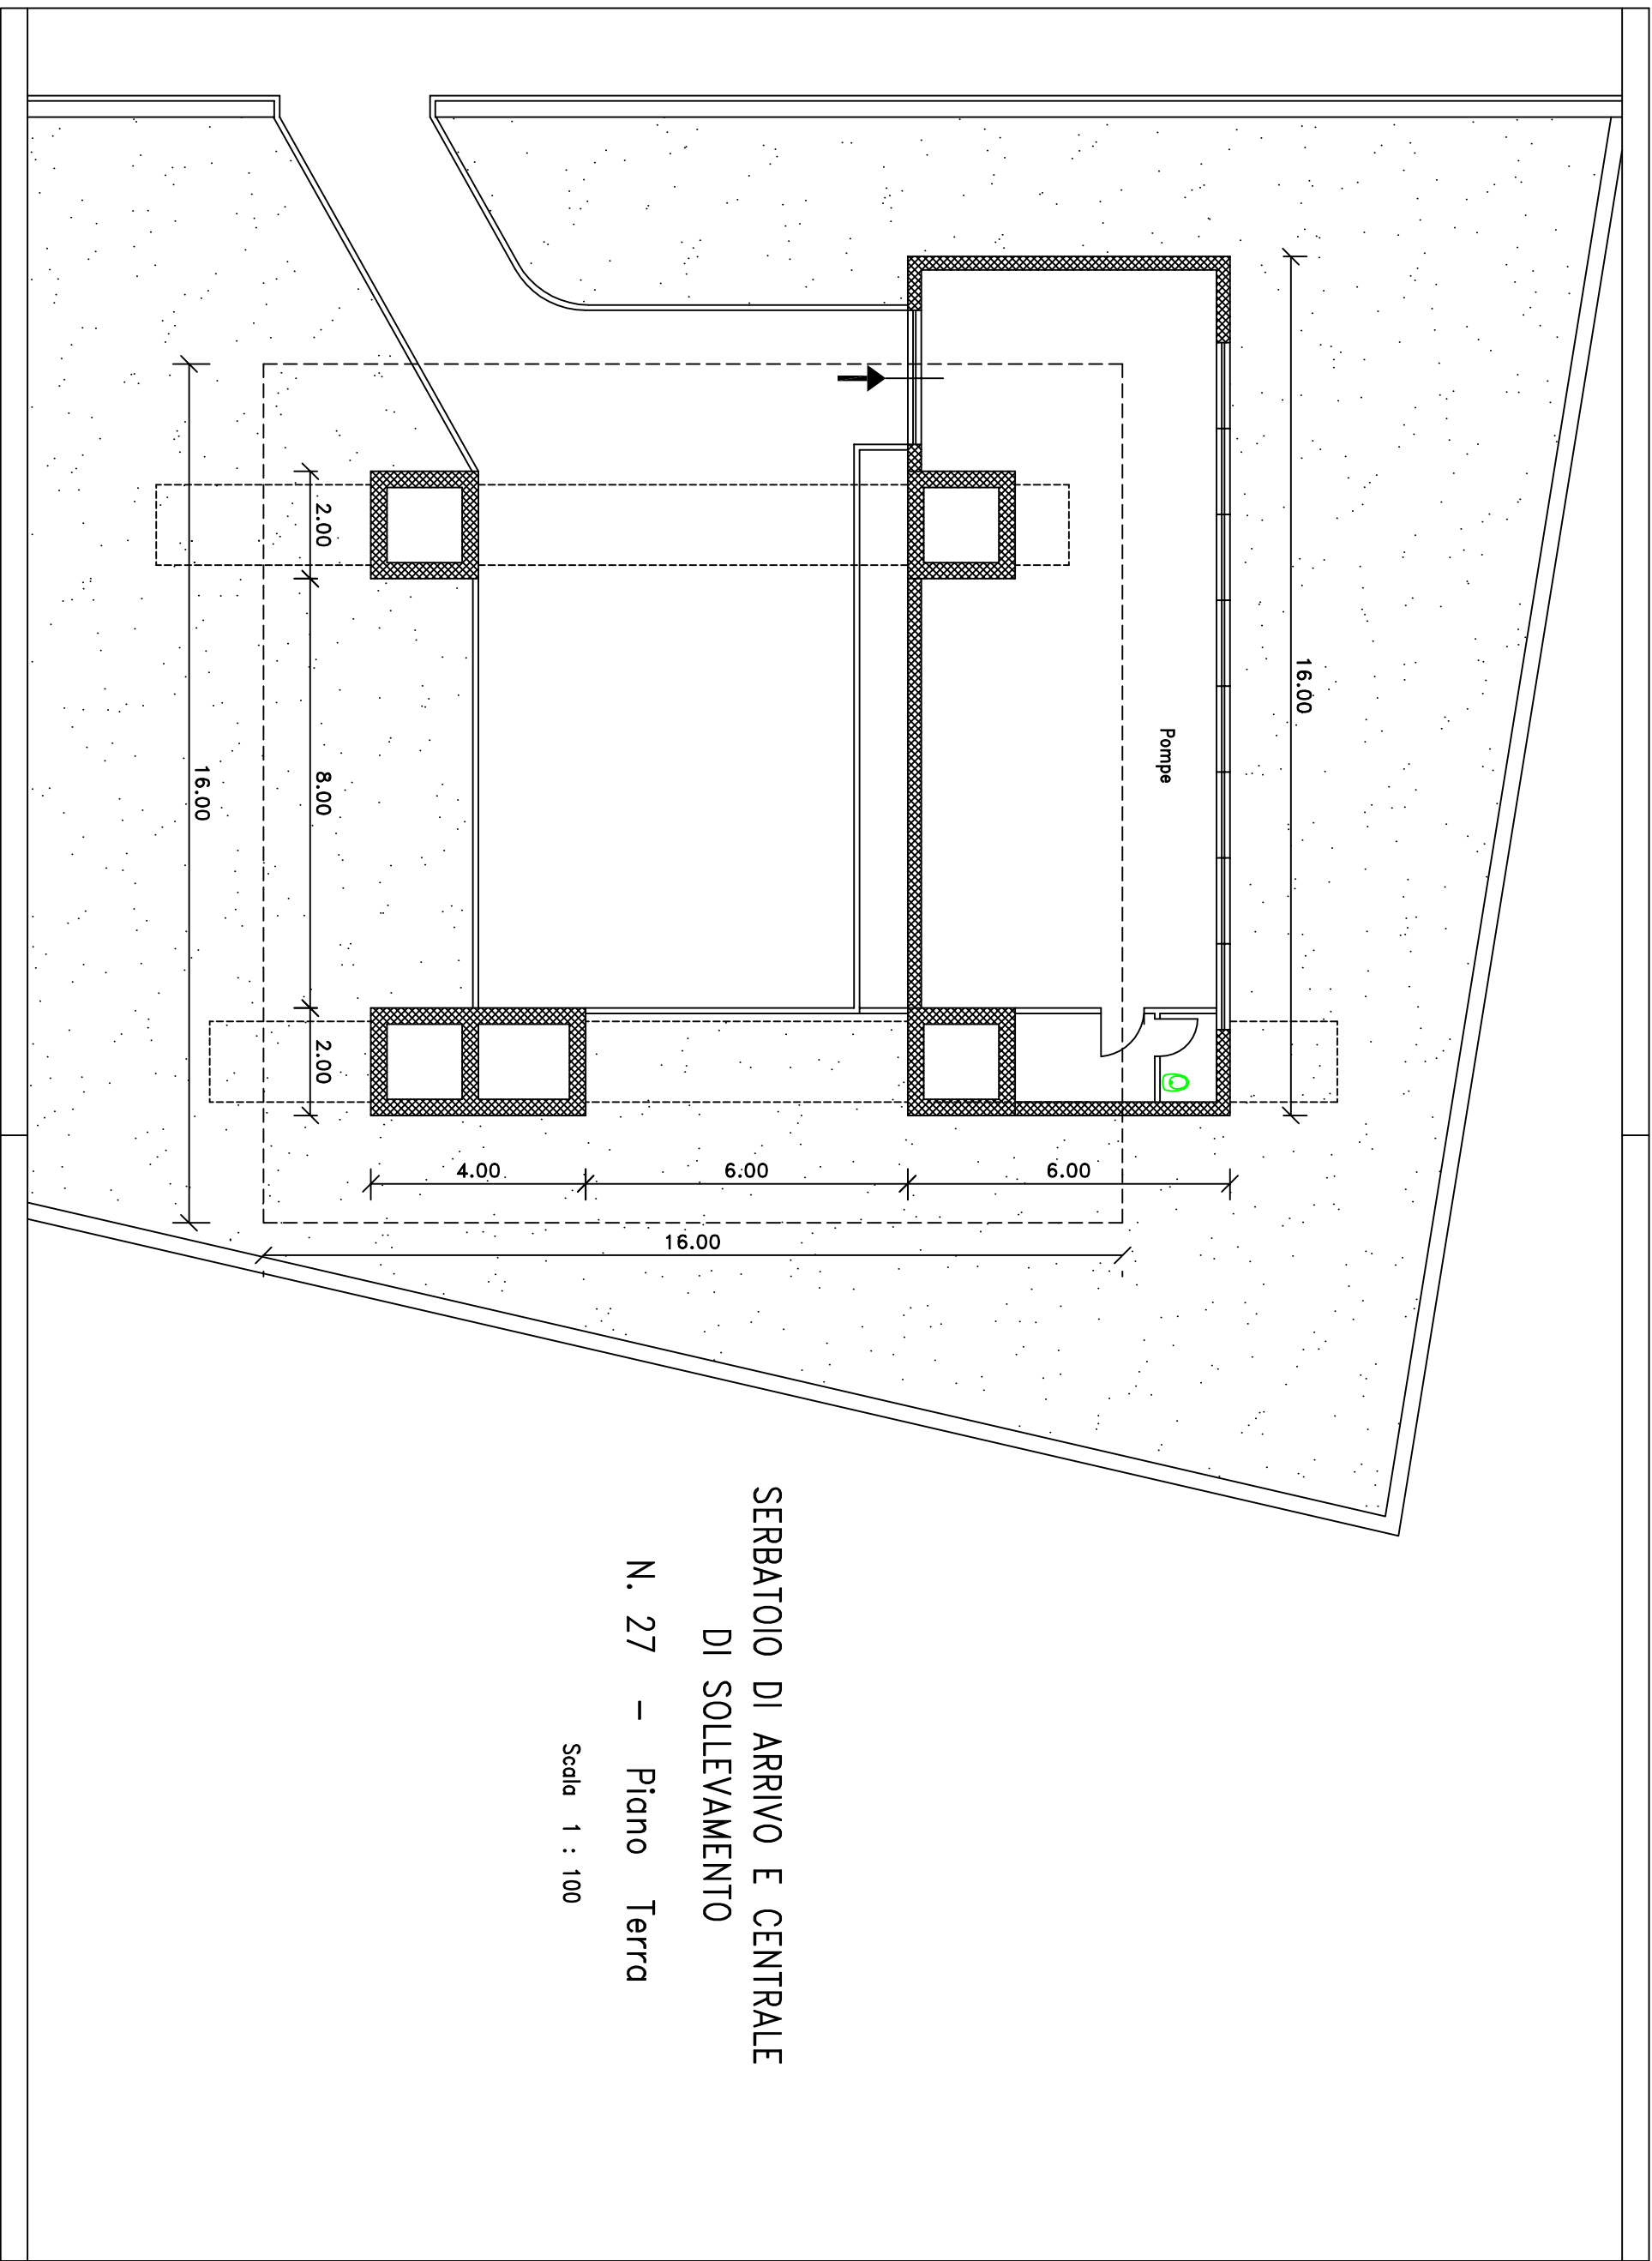 16.00
Pompe
2.00
8.00
2.00
16.00
4.00
6.00
6.00
16.00
SERBATOIO DI ARRIVO E CENTRALE
DI SOLLEVAMENTO
N. 27 - Piano Terra
Scala 1 : 100